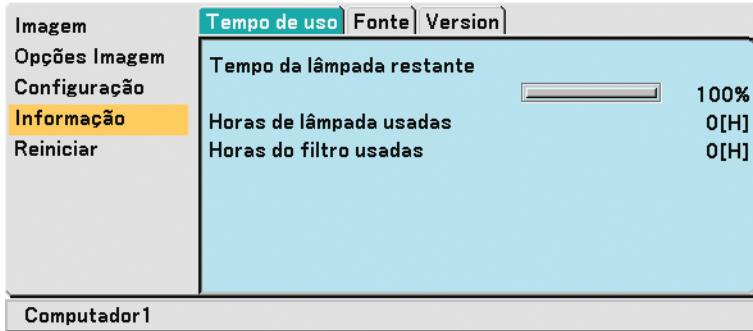 Imagem
Opções Imagem
Configuração
Informação
Reiniciar
Tempo de uso Fonte Version
Tempo da lâmpada restante
100%
Horas de lâmpada usadas 0[H]
Horas do filtro usadas 0[H]
Computador1